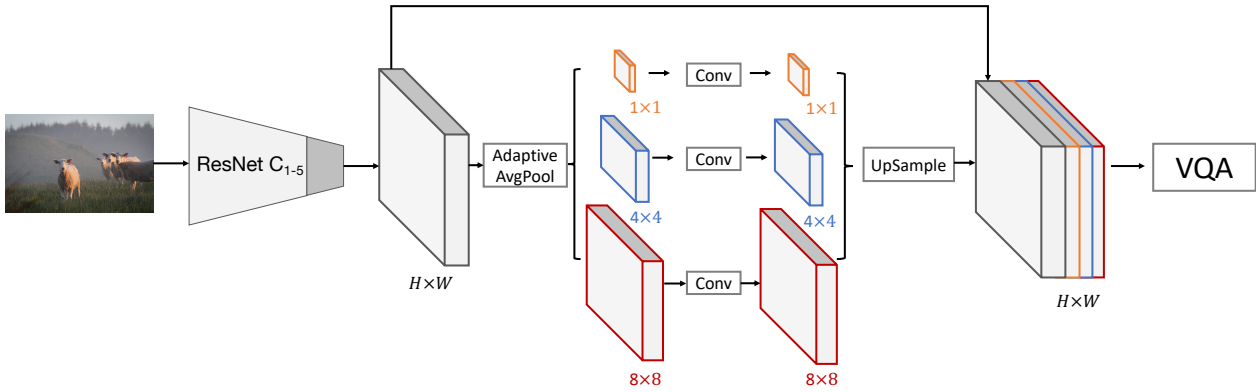 ResNet C₁₋₅
H×W
Adaptive
AvgPool
1×1
Conv
1×1
4×4
Conv
4×4
8×8
Conv
8×8
UpSample
H×W
VQA